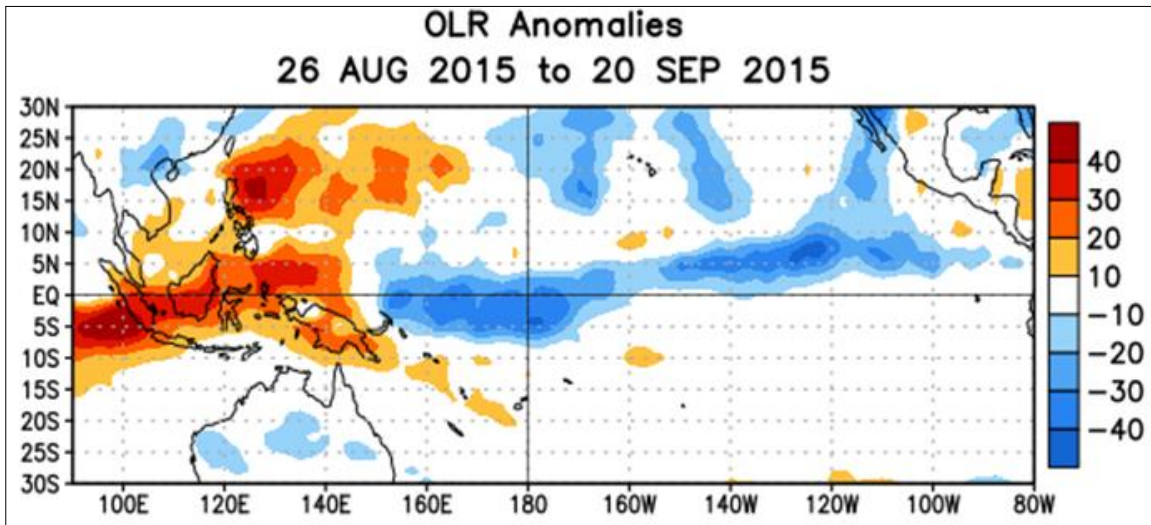 OLR Anomalies
26 AUG 2015 to 20 SEP 2015
30N
25N
20N
15N
10N
5N
EQ
5S
10S
15S
20S
25S
30S
100E 120E 140E 160E 180 160W 140W 120W 100W 80W
40
30
20
10
-10
-20
-30
-40